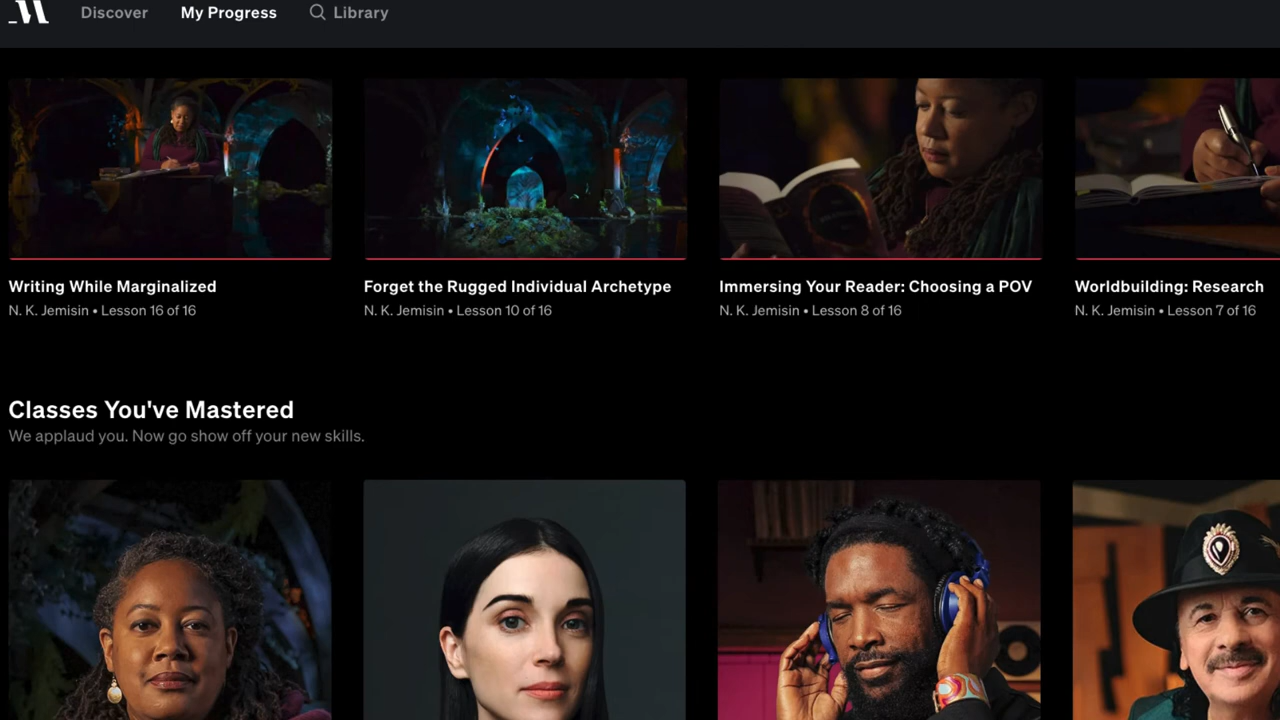 Discover My Progress Library
Writing While Marginalized
N. K. Jemisin • Lesson 16 of 16
Forget the Rugged Individual Archetype
N. K. Jemisin • Lesson 10 of 16
Immersing Your Reader: Choosing a POV
N. K. Jemisin • Lesson 8 of 16
Worldbuilding: Research
N. K. Jemisin • Lesson 7 of 16
Classes You've Mastered
We applaud you. Now go show off your new skills.